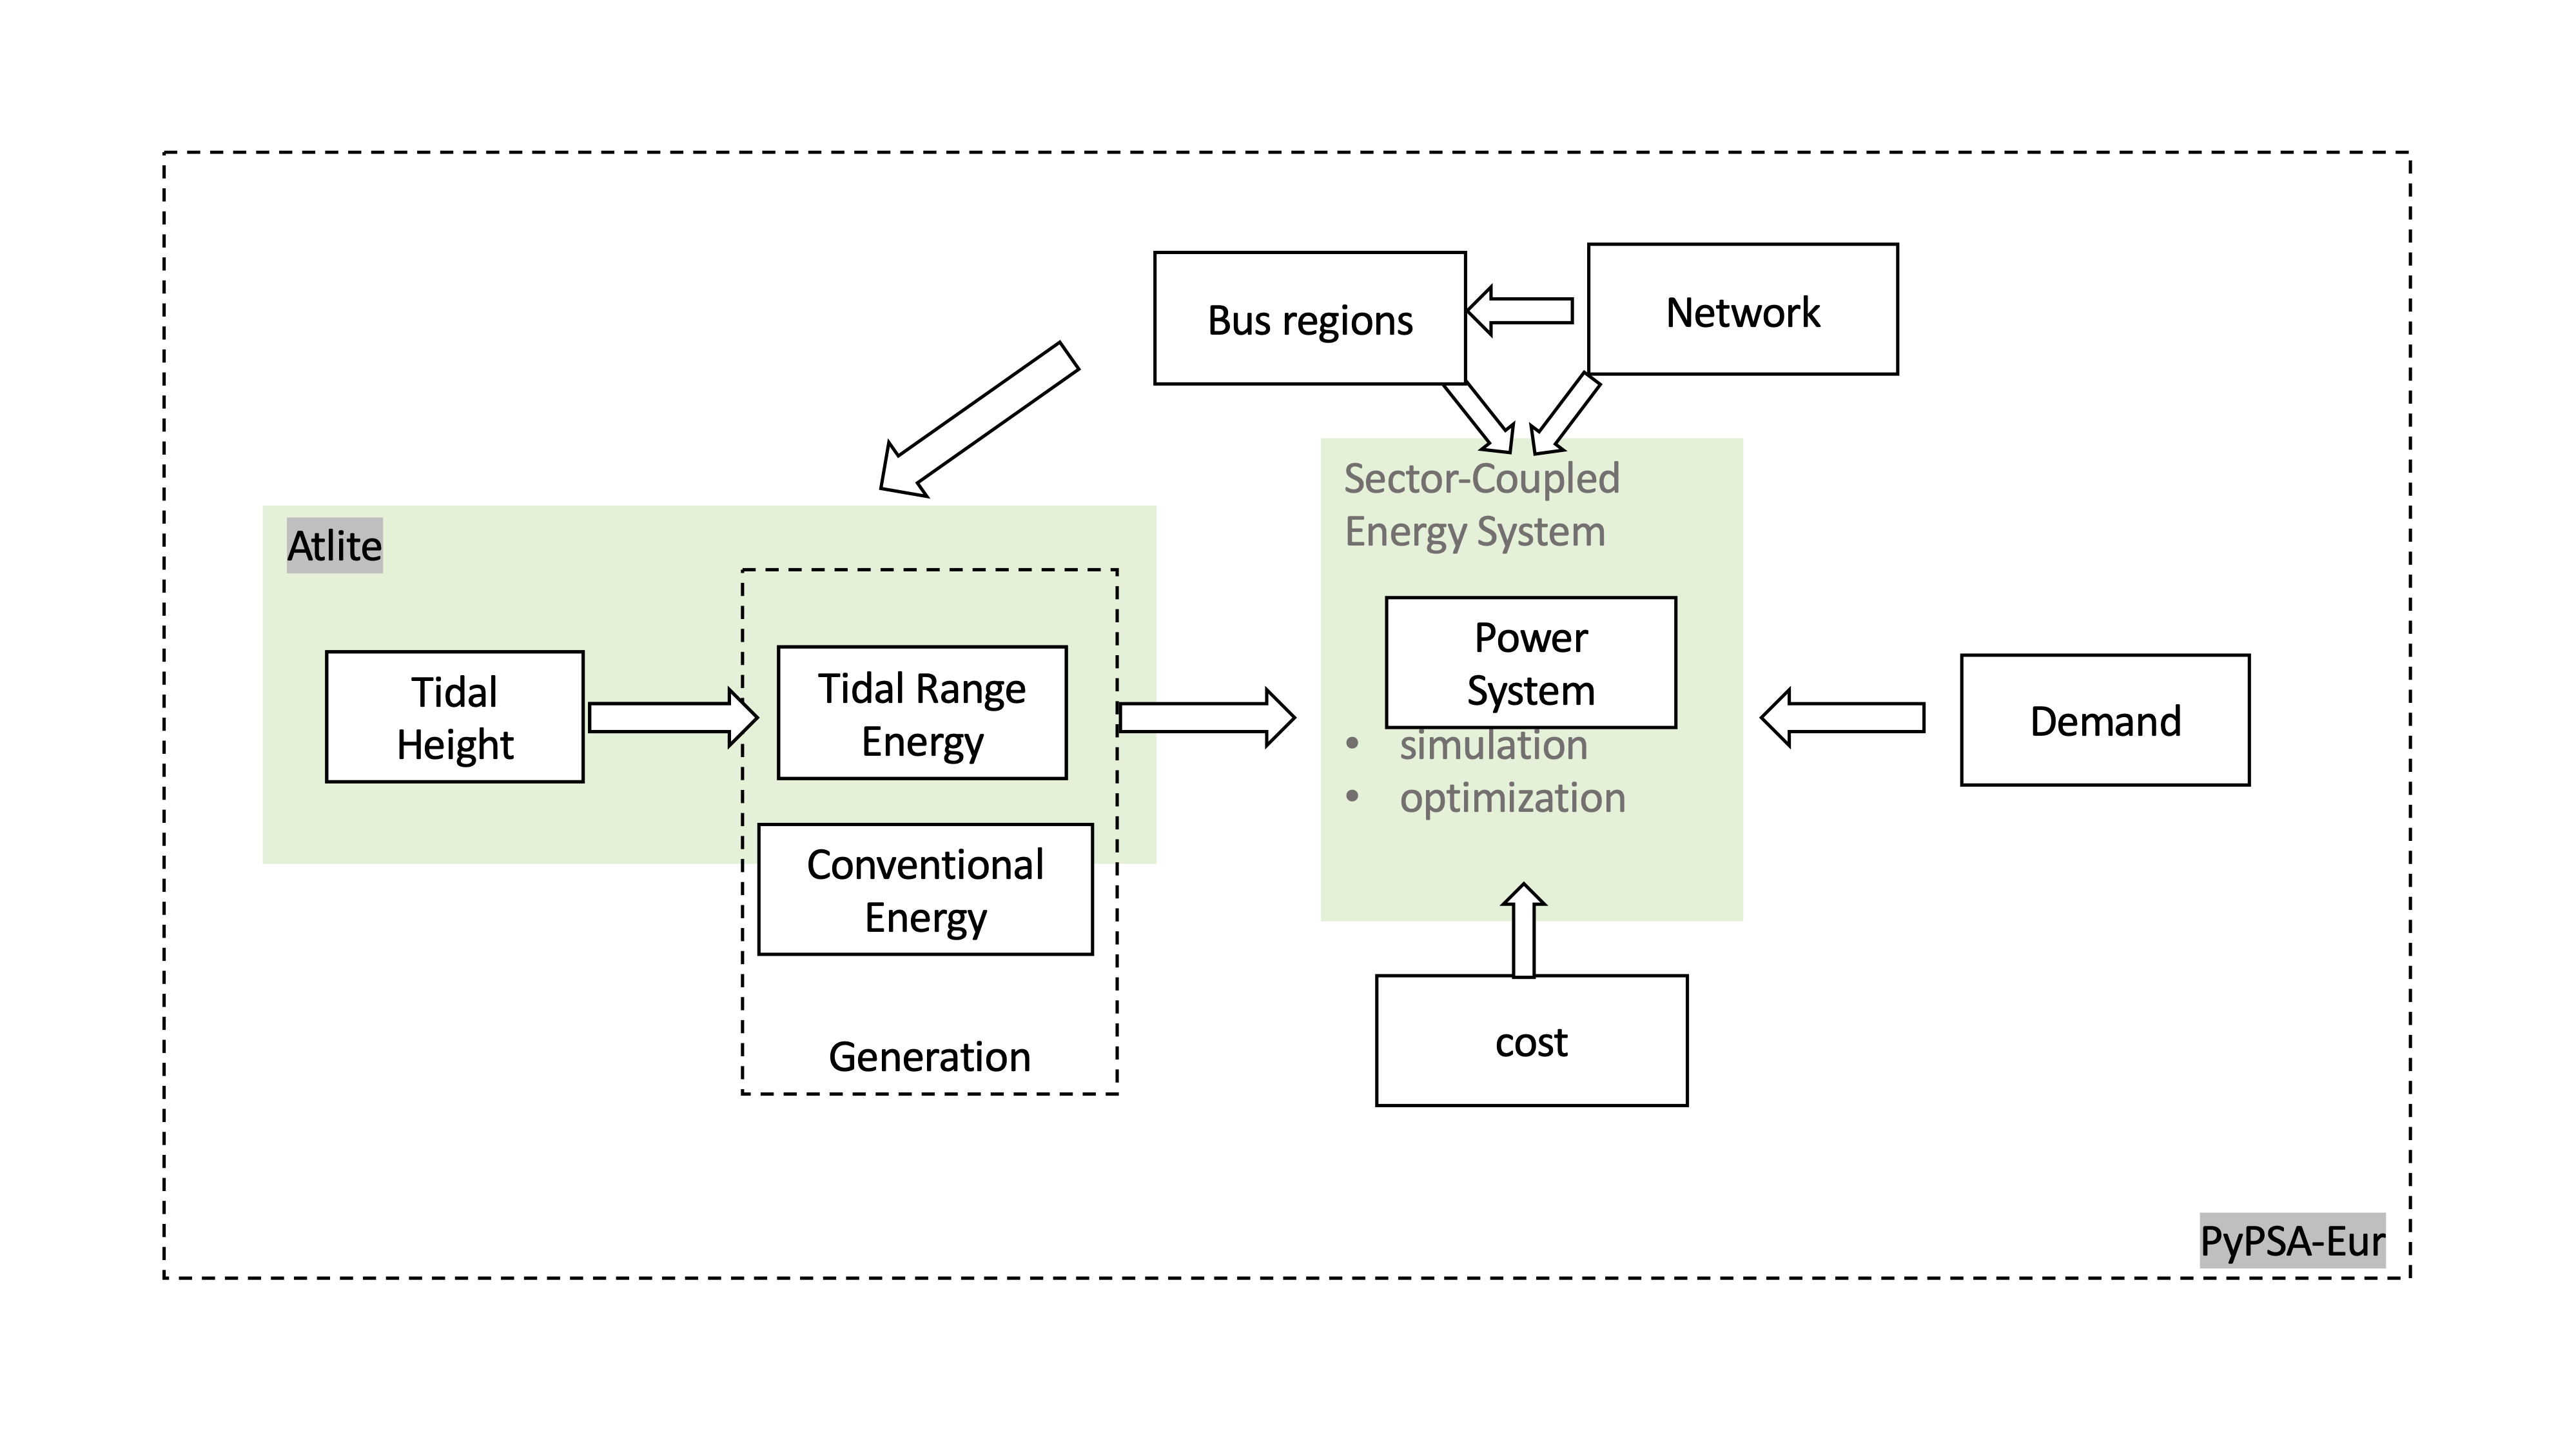 Bus regions
Network
Sector-Coupled
Energy System
Atlite
Power
System
Tidal
Height
Tidal Range
Energy
Demand
• simulation
• optimization
Conventional
Energy
cost
Generation
PyPSA-Eur